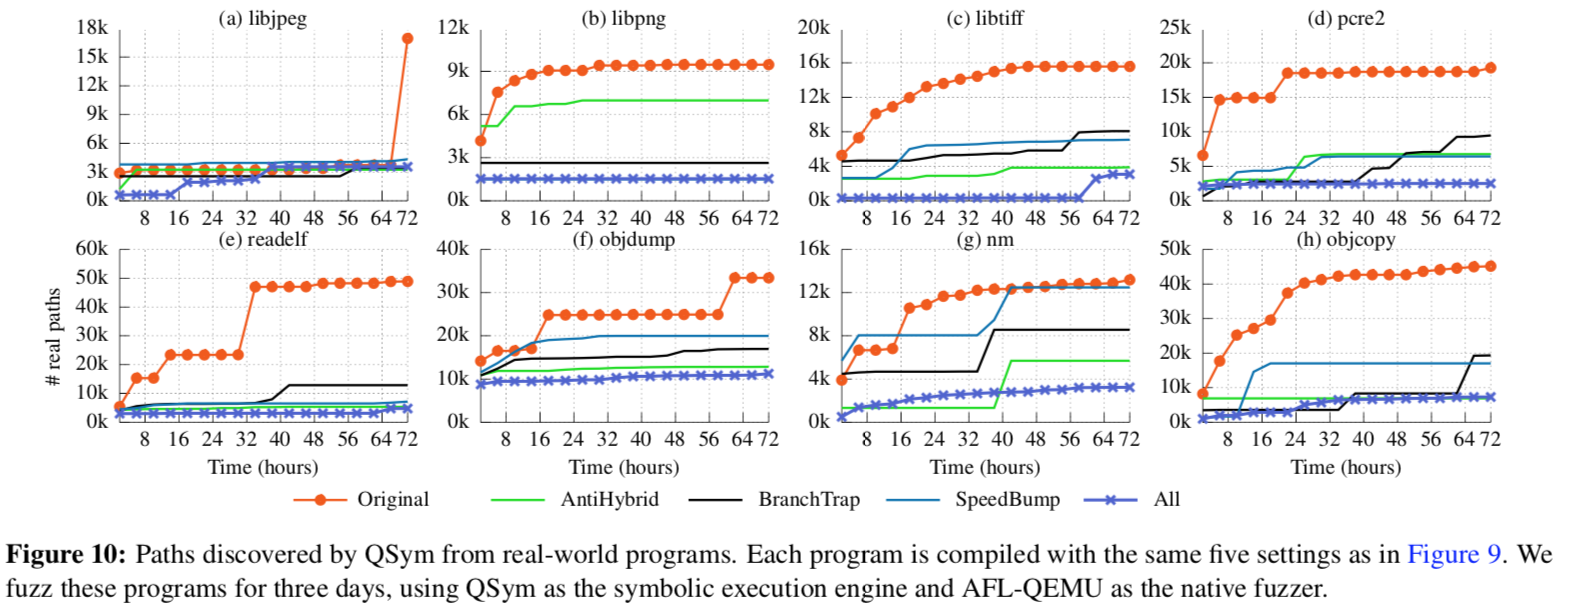 (a) libjpeg
(b) libpng
(c) libtiff
(d) pcre2
18k
15k
12k
9k
6k
3k
0k
8 16 24 32 40 48 56 64 72
12k
9k
6k
3k
0k
8 16 24 32 40 48 56 64 72
20k
16k
12k
8k
4k
0k
8 16 24 32 40 48 56 64 72
25k
20k
15k
10k
5k
0k
8 16 24 32 40 48 56 64 72
(e) readelf
(f) objdump
(g) nm
(h) objcopy
# real paths
60k
50k
40k
30k
20k
10k
0k
8 16 24 32 40 48 56 64 72
Time (hours)
40k
30k
20k
10k
0k
8 16 24 32 40 48 56 64 72
Time (hours)
16k
12k
8k
4k
0k
8 16 24 32 40 48 56 64 72
Time (hours)
50k
40k
30k
20k
10k
0k
8 16 24 32 40 48 56 64 72
Time (hours)
Original AntiHybrid BranchTrap SpeedBump All
Figure 10: Paths discovered by QSym from real-world programs. Each program is compiled with the same five settings as in Figure 9. We
fuzz these programs for three days, using QSym as the symbolic execution engine and AFL-QEMU as the native fuzzer.